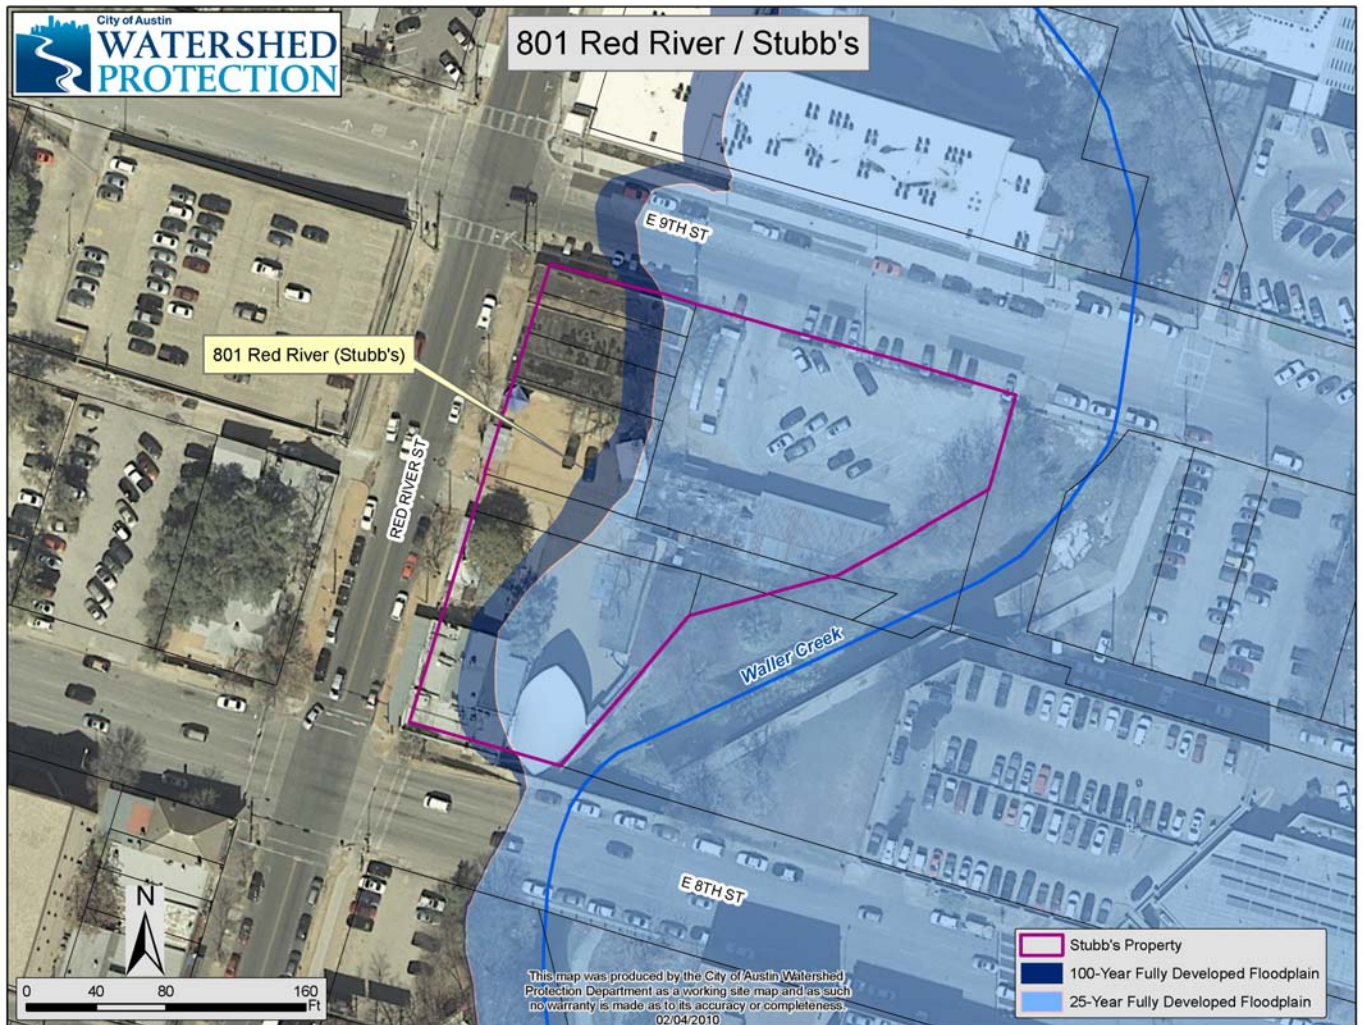 City of Austin
WATERSHED
PROTECTION
801 Red River / Stubb's
E 9TH ST
801 Red River (Stubb's)
RED RIVER ST
Waller Creek
E 8TH ST
N
0 40 80 160
Ft
This map was produced by the City of Austin Watershed
Protection Department as a working site map and as such
no warranty is made as to its accuracy or completeness.
02/04/2010
Stubb's Property
100-Year Fully Developed Floodplain
25-Year Fully Developed Floodplain